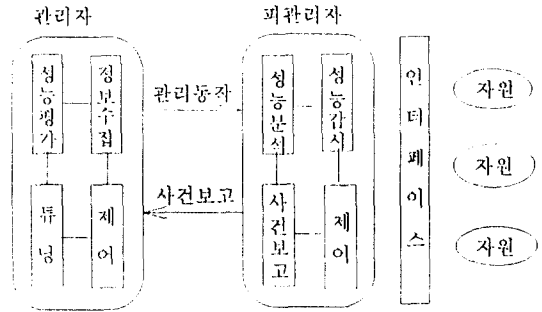 관리자
피관리자
성능평가
정보수집
관리동작
성능분석
성능감시
인터페이스
자원
자원
사건보고
튜닝
제어
사건보고
제어
자원